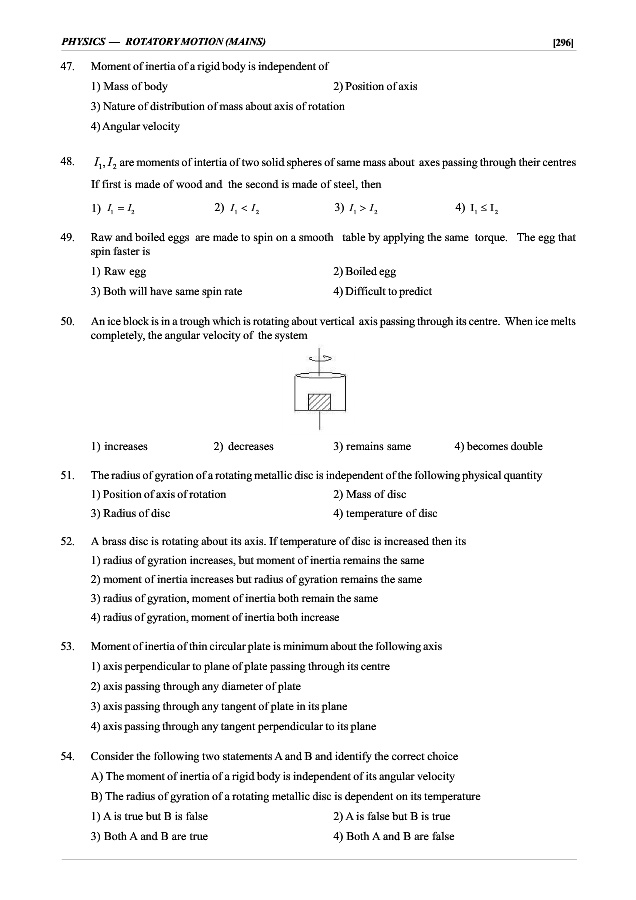 PHYSICS — ROTATORY MOTION (MAINS) [296]
47. Moment of inertia of a rigid body is independent of
1) Mass of body 2) Position of axis
3) Nature of distribution of mass about axis of rotation
4) Angular velocity
48. I₁, I₂ are moments of intertia of two solid spheres of same mass about axes passing through their centres
If first is made of wood and the second is made of steel, then
1) I₁ = I₂ 2) I₁ < I₂ 3) I₁ > I₂ 4) I₁ ≤ I₂
49. Raw and boiled eggs are made to spin on a smooth table by applying the same torque. The egg that
spin faster is
1) Raw egg 2) Boiled egg
3) Both will have same spin rate 4) Difficult to predict
50. An ice block is in a trough which is rotating about vertical axis passing through its centre. When ice melts
completely, the angular velocity of the system
1) increases 2) decreases 3) remains same 4) becomes double
51. The radius of gyration of a rotating metallic disc is independent of the following physical quantity
1) Position of axis of rotation 2) Mass of disc
3) Radius of disc 4) temperature of disc
52. A brass disc is rotating about its axis. If temperature of disc is increased then its
1) radius of gyration increases, but moment of inertia remains the same
2) moment of inertia increases but radius of gyration remains the same
3) radius of gyration, moment of inertia both remain the same
4) radius of gyration, moment of inertia both increase
53. Moment of inertia of thin circular plate is minimum about the following axis
1) axis perpendicular to plane of plate passing through its centre
2) axis passing through any diameter of plate
3) axis passing through any tangent of plate in its plane
4) axis passing through any tangent perpendicular to its plane
54. Consider the following two statements A and B and identify the correct choice
A) The moment of inertia of a rigid body is independent of its angular velocity
B) The radius of gyration of a rotating metallic disc is dependent on its temperature
1) A is true but B is false 2) A is false but B is true
3) Both A and B are true 4) Both A and B are false